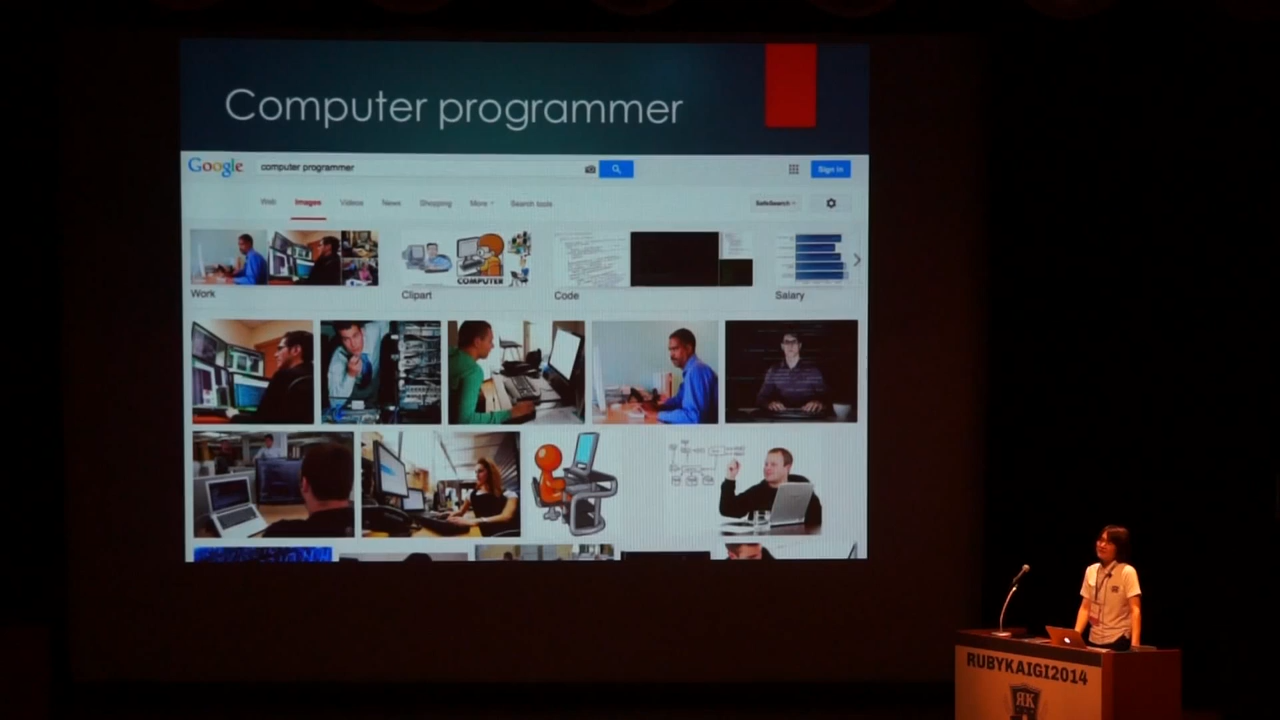 Computer programmer
Google computer programmer Sign in
Web Images Videos News Shopping More Search tools SafeSearch
COMPUTER
Work Clipart Code Salary
RUBYKAIGI2014
RK